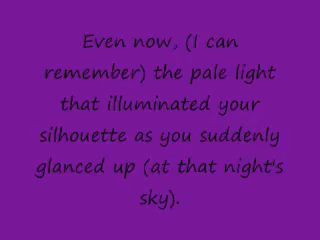 Even now, (I can
remember) the pale light
that illuminated your
silhouette as you suddenly
glanced up (at that night's
sky).